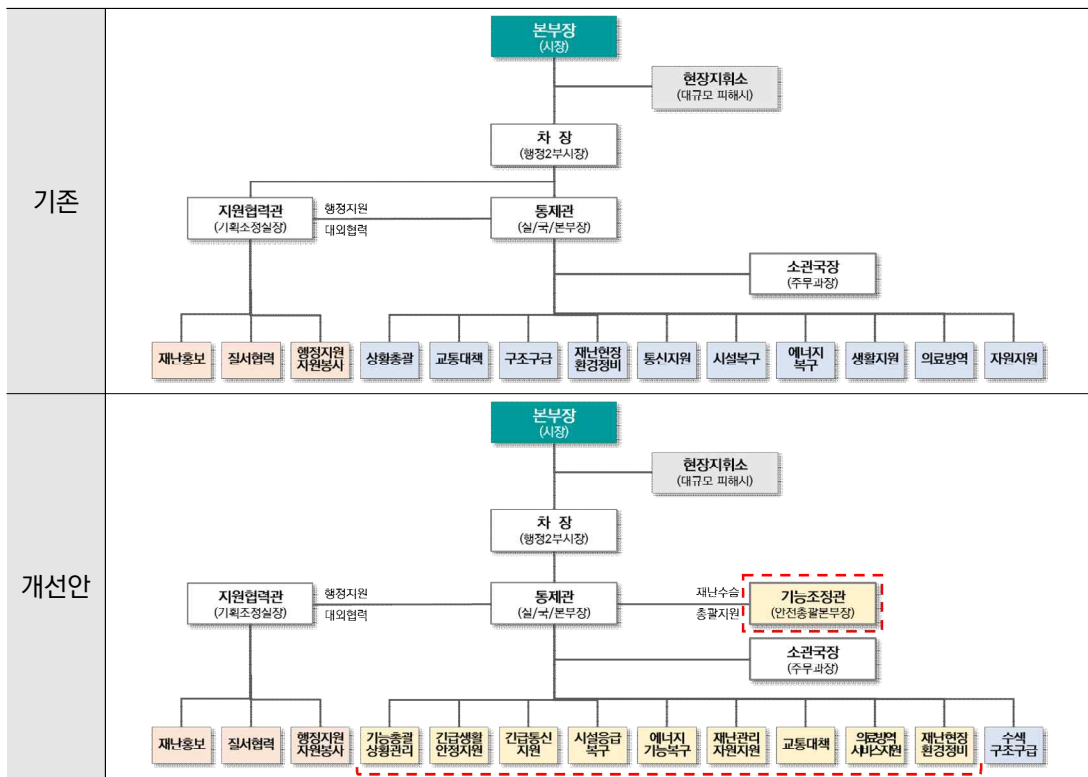 기존
본부장
(시장)
현장지휘소
(대규모 피해시)
차 장
(행정2부시장)
지원협력관
(기획조정실장)
행정지원
대외협력
통제관
(실/국/본부장)
소관국장
(주무과장)
재난홍보
질서협력
행정지원
자원봉사
상황총괄
교통대책
구조구급
재난현장
환경정비
통신지원
시설복구
에너지
복구
생활지원
의료방역
자원지원
개선안
본부장
(시장)
현장지휘소
(대규모 피해시)
차 장
(행정2부시장)
지원협력관
(기획조정실장)
행정지원
대외협력
통제관
(실/국/본부장)
재난수습
총괄지원
기능조정관
(안전총괄본부장)
소관국장
(주무과장)
재난홍보
질서협력
행정지원
자원봉사
기능총괄
상황관리
긴급생활
안정지원
긴급통신
지원
시설응급
복구
에너지
기능복구
재난관리
자원지원
교통대책
의료방역
서비스지원
재난현장
환경정비
수색
구조구급